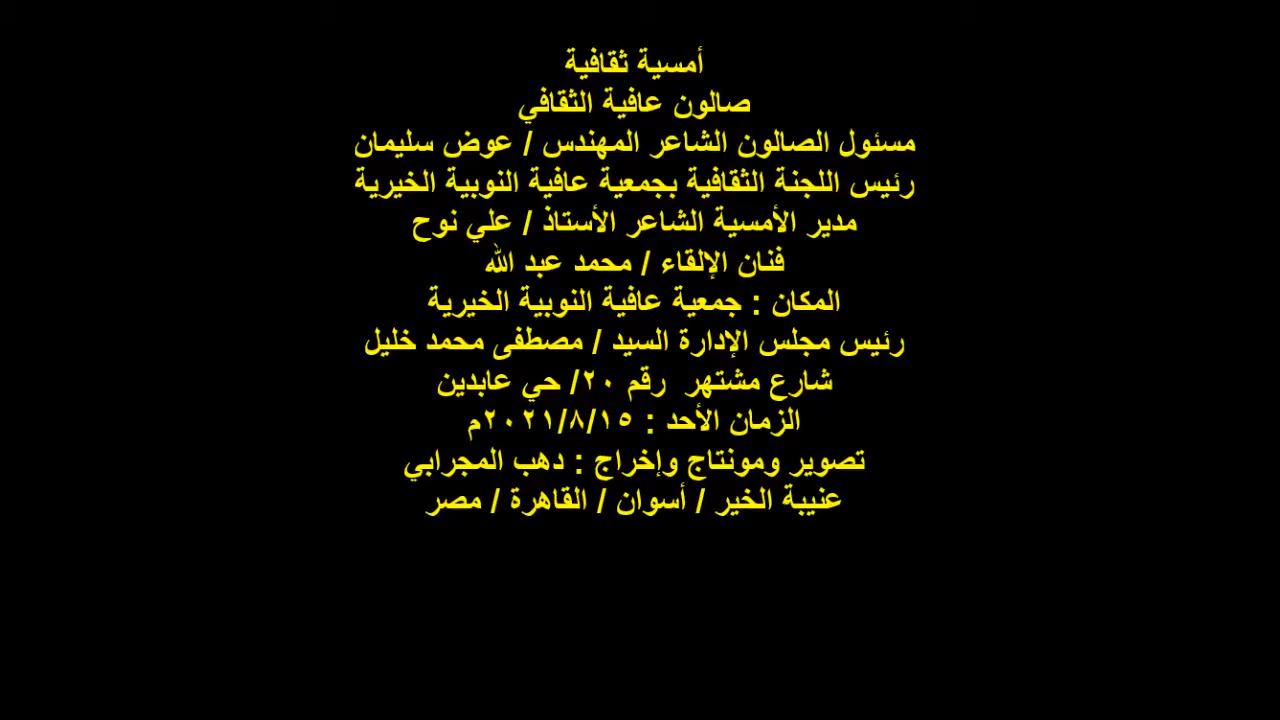 أمسية ثقافية
صالون عافية الثقافي
مسئول الصالون الشاعر المهندس / عوض سليمان
رئيس اللجنة الثقافية بجمعية عافية النوبية الخيرية
مدير الأمسية الشاعر الأستاذ / علي نوح
فنان الإلقاء / محمد عبد الله
المكان : جمعية عافية النوبية الخيرية
رئيس مجلس الإدارة السيد / مصطفى محمد خليل
شارع مشتهر رقم ٢٠/ حي عابدين
الزمان الأحد : ٢٠٢١/٨/١٥م
تصوير ومونتاج وإخراج : دهب المجرابي
عنيبة الخير / أسوان / القاهرة / مصر